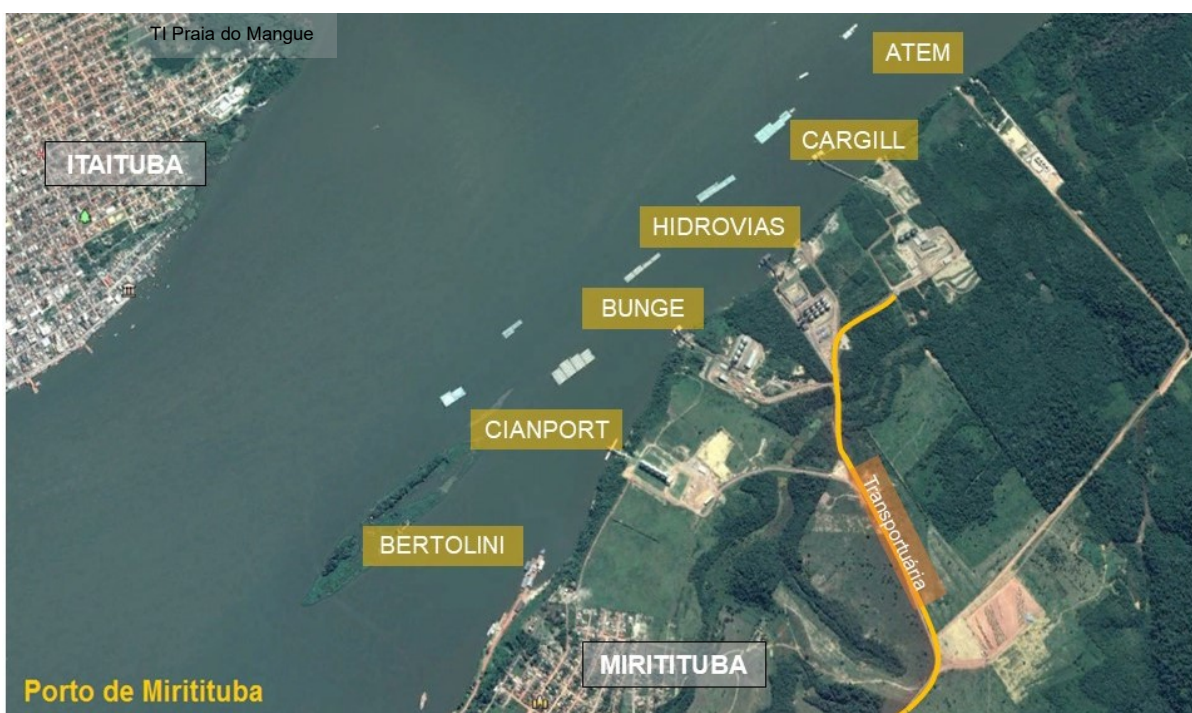 TI Praia do Mangue
ATEM
CARGILL
ITAITUBA
HIDROVIAS
BUNGE
CIANPORT
Transportuária
BERTOLINI
MIRITITUBA
Porto de Miritituba